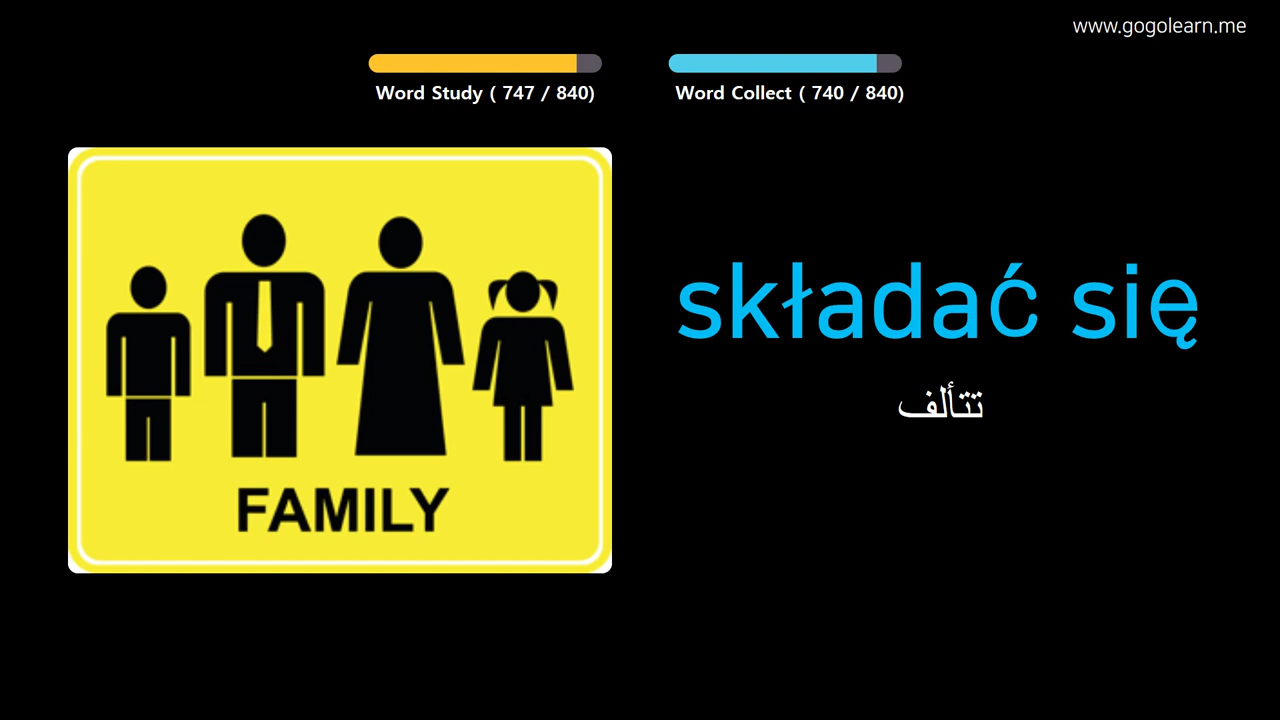 www.gogolearn.me
Word Study ( 747 / 840)
Word Collect ( 740 / 840)
składać się
تتألف
FAMILY